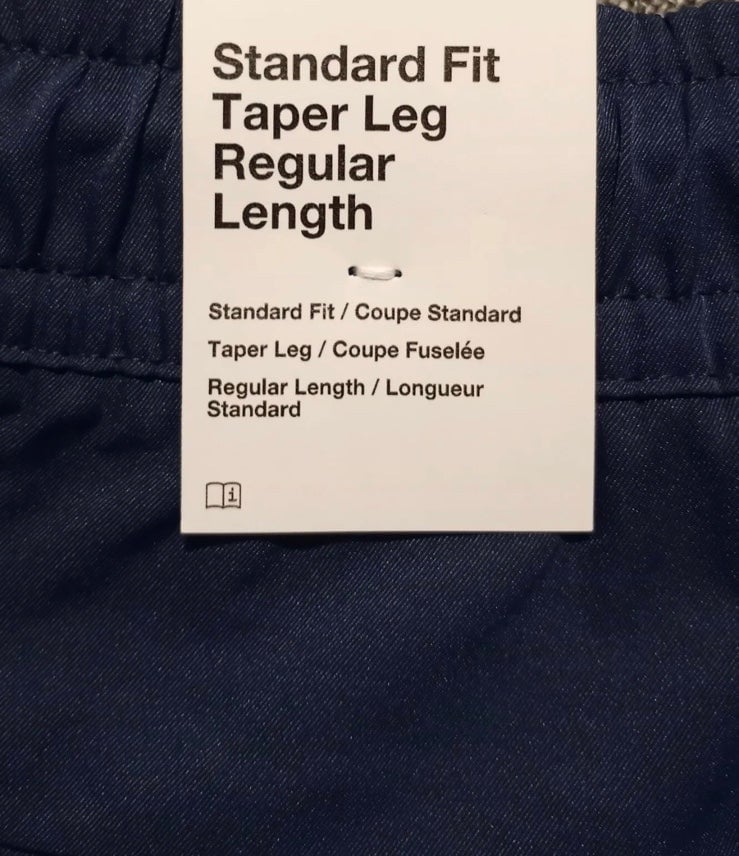 Standard Fit
Taper Leg
Regular
Length
Standard Fit / Coupe Standard
Taper Leg / Coupe Fuselée
Regular Length / Longueur
Standard
i